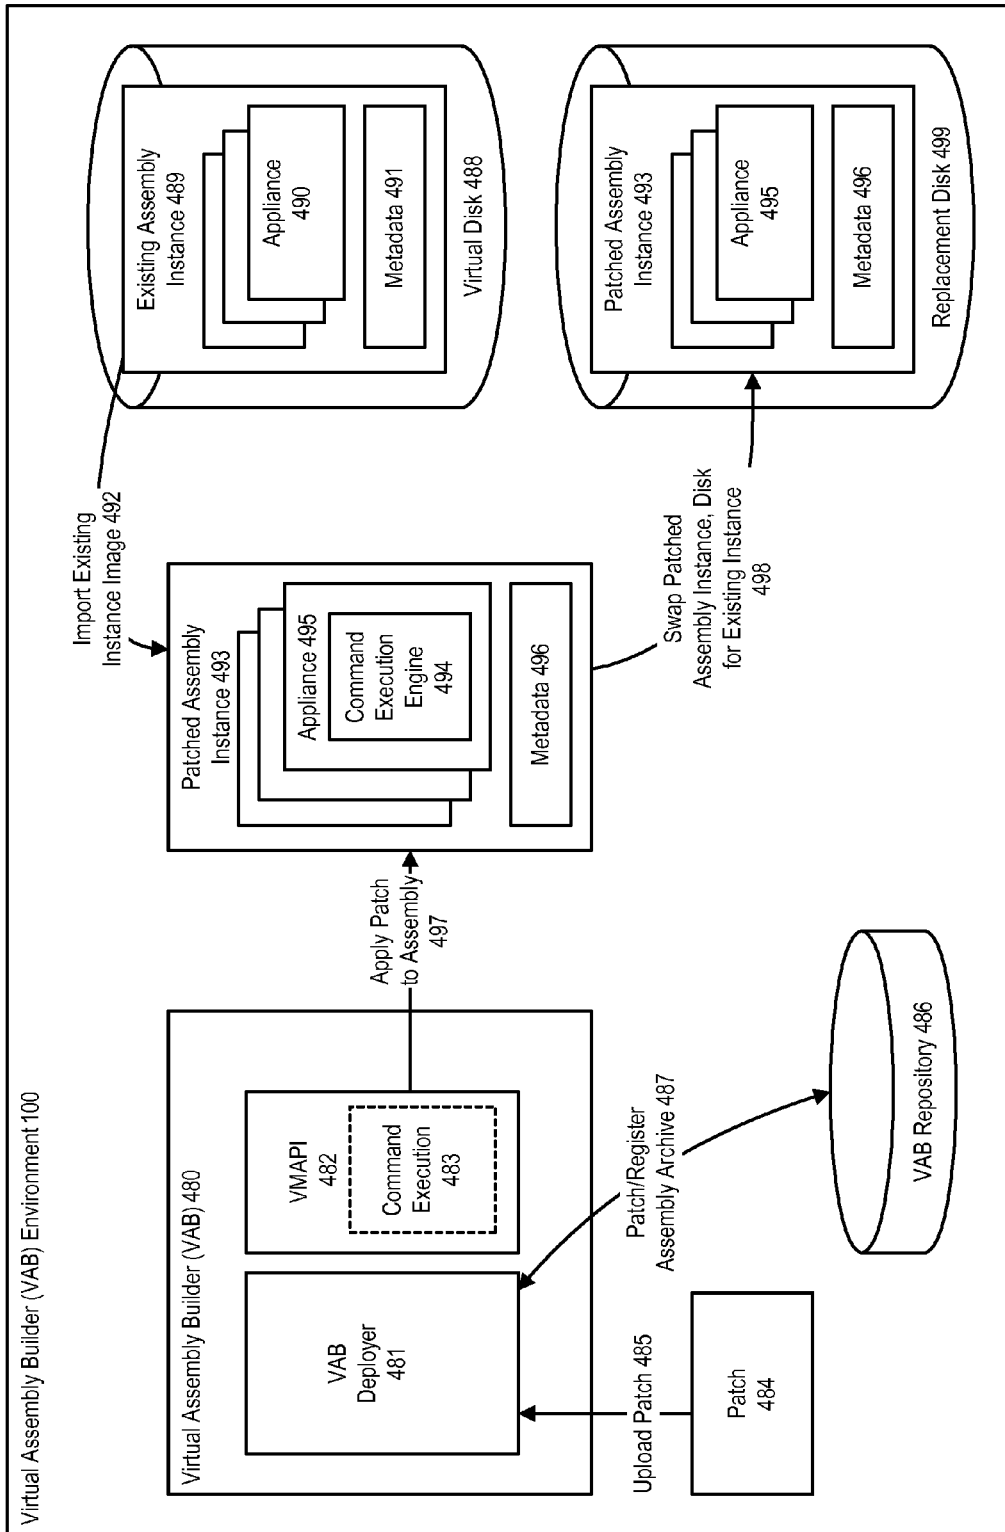 Virtual Assembly Builder (VAB) Environment 100
Virtual Assembly Builder (VAB) 480
VAB
Deployer
481
VMAPI
482
Command
Execution
483
Upload Patch 485
Patch
484
Patch/Register
Assembly Archive 487
VAB Repository 486
Apply Patch
to Assembly
497
Patched Assembly
Instance 493
Appliance 495
Command
Execution
Engine
494
Metadata 496
Import Existing
Instance Image 492
Swap Patched
Assembly Instance, Disk
for Existing Instance
498
Existing Assembly
Instance 489
Appliance
490
Metadata 491
Virtual Disk 488
Patched Assembly
Instance 493
Appliance
495
Metadata 496
Replacement Disk 499